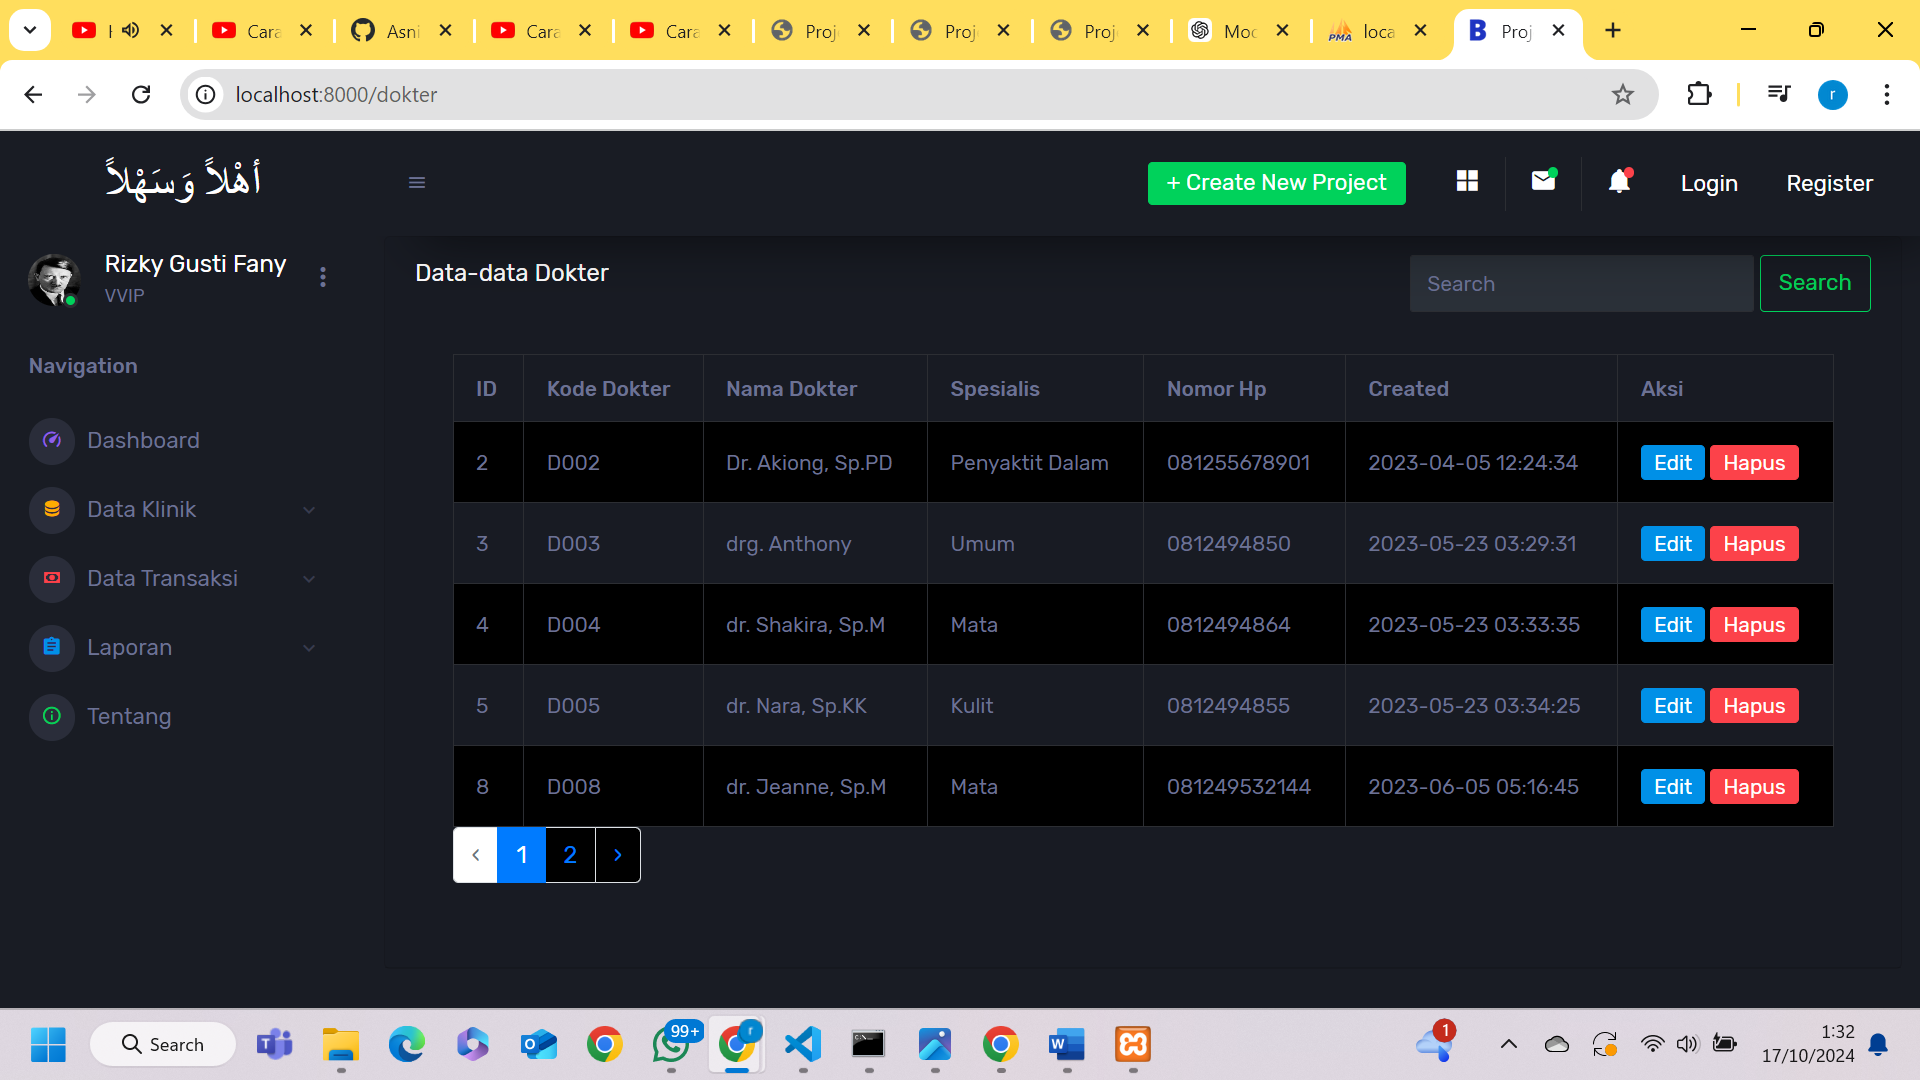 Cara
Asni
Cara
Cara
Proj
Proj
Proj
Moc
PMA
loca
B
Proj
localhost:8000/dokter
r
أَهْلاً وَسَهْلاً
+ Create New Project
Login
Register
Rizky Gusti Fany
VVIP
Navigation
Dashboard
Data Klinik
Data Transaksi
Laporan
Tentang
Data-data Dokter
Search
Search
ID Kode Dokter Nama Dokter Spesialis Nomor Hp Created Aksi
2 D002 Dr. Akiong, Sp.PD Penyaktit Dalam 081255678901 2023-04-05 12:24:34 Edit Hapus
3 D003 drg. Anthony Umum 0812494850 2023-05-23 03:29:31 Edit Hapus
4 D004 dr. Shakira, Sp.M Mata 0812494864 2023-05-23 03:33:35 Edit Hapus
5 D005 dr. Nara, Sp.KK Kulit 0812494855 2023-05-23 03:34:25 Edit Hapus
8 D008 dr. Jeanne, Sp.M Mata 081249532144 2023-06-05 05:16:45 Edit Hapus
‹ 1 2 ›
Search
99+
r
1
1:32
17/10/2024